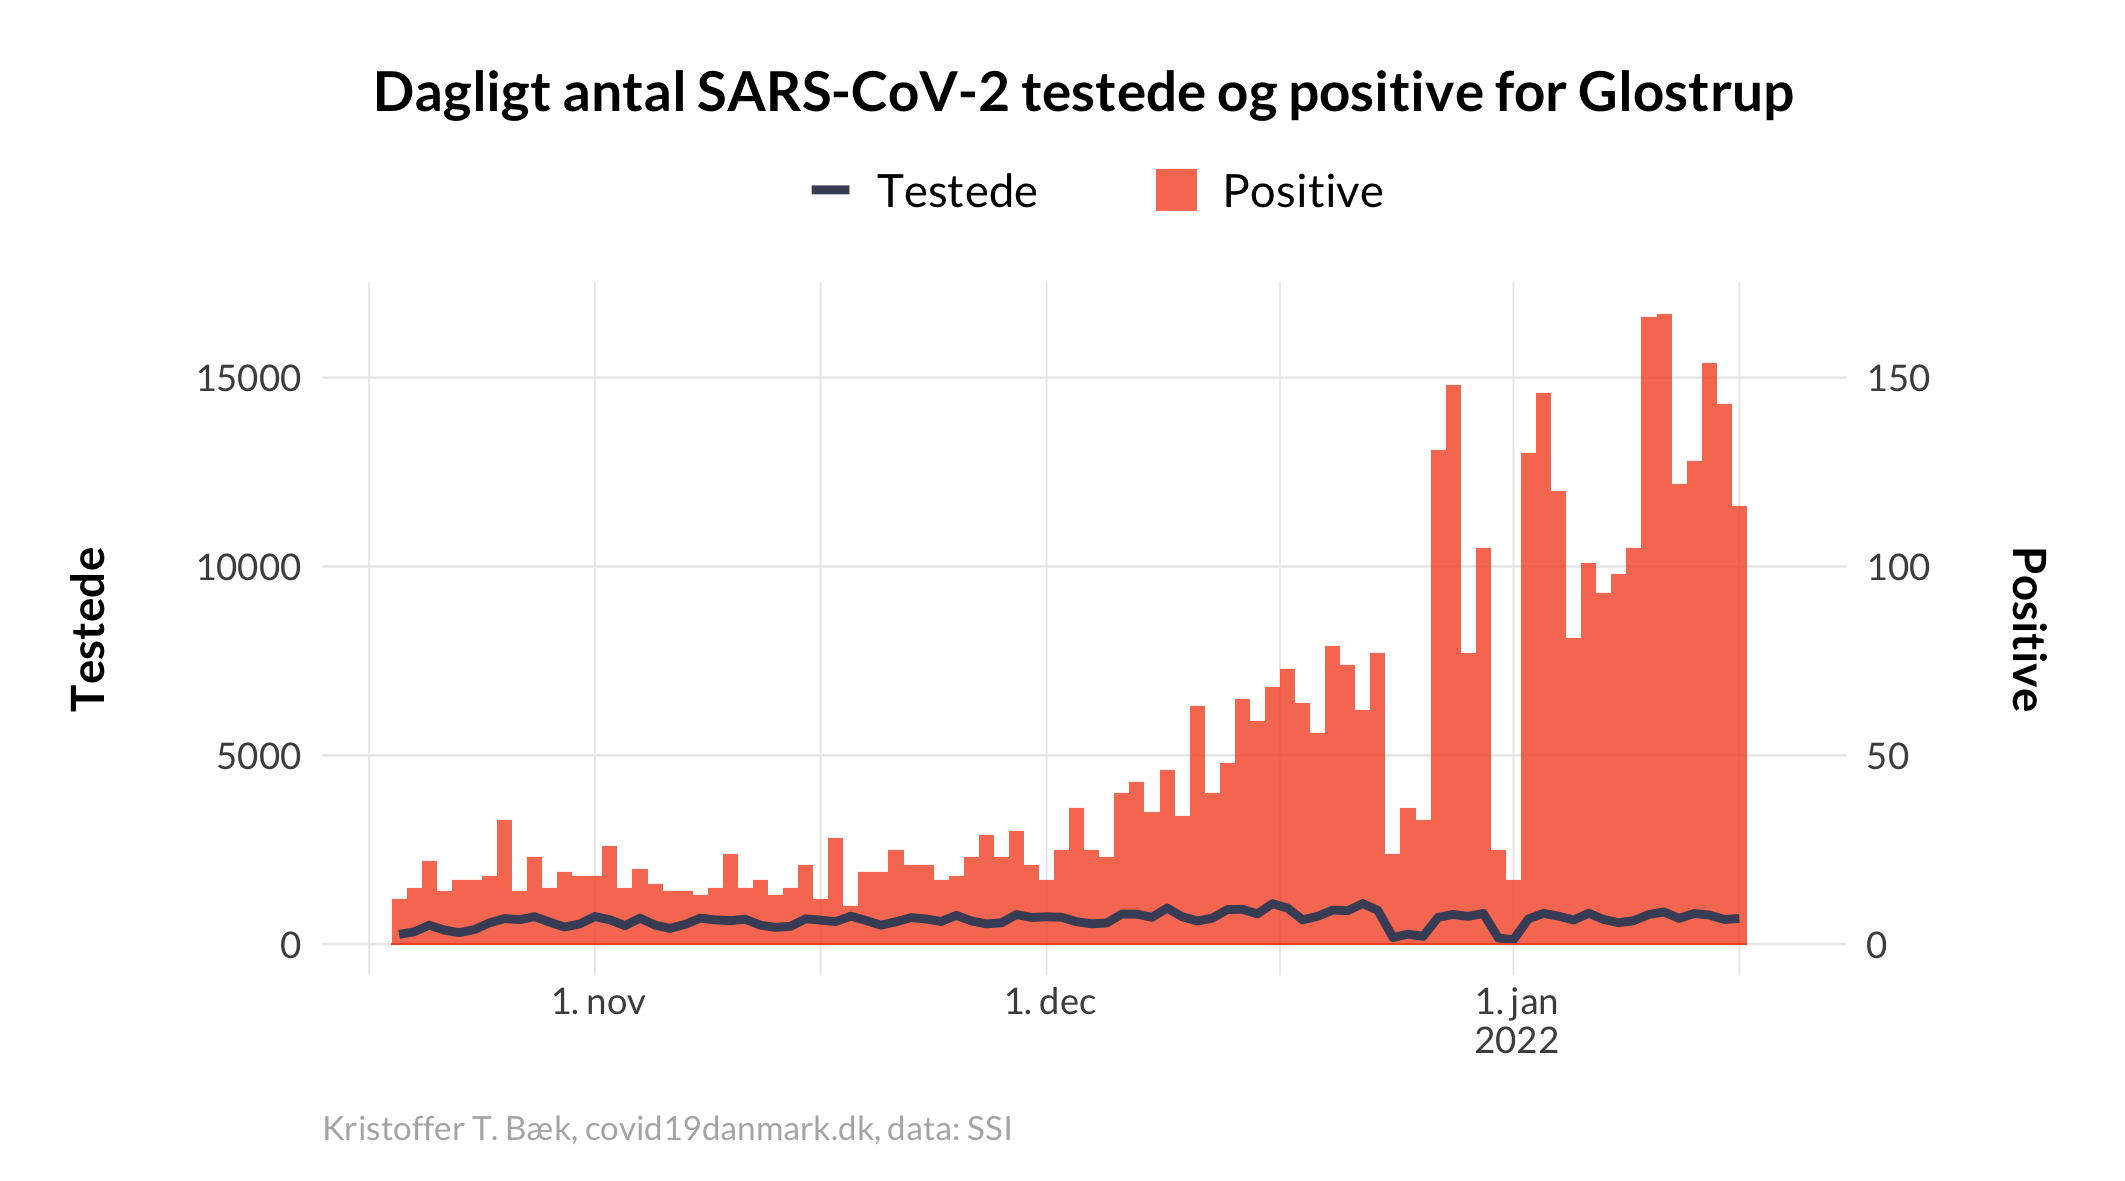 Dagligt antal SARS-CoV-2 testede og positive for Glostrup
Testede
Positive
Testede
15000
10000
5000
0
150
100
50
0
Positive
1. nov
1. dec
1. jan
2022
Kristoffer T. Bæk, covid19danmark.dk, data: SSI